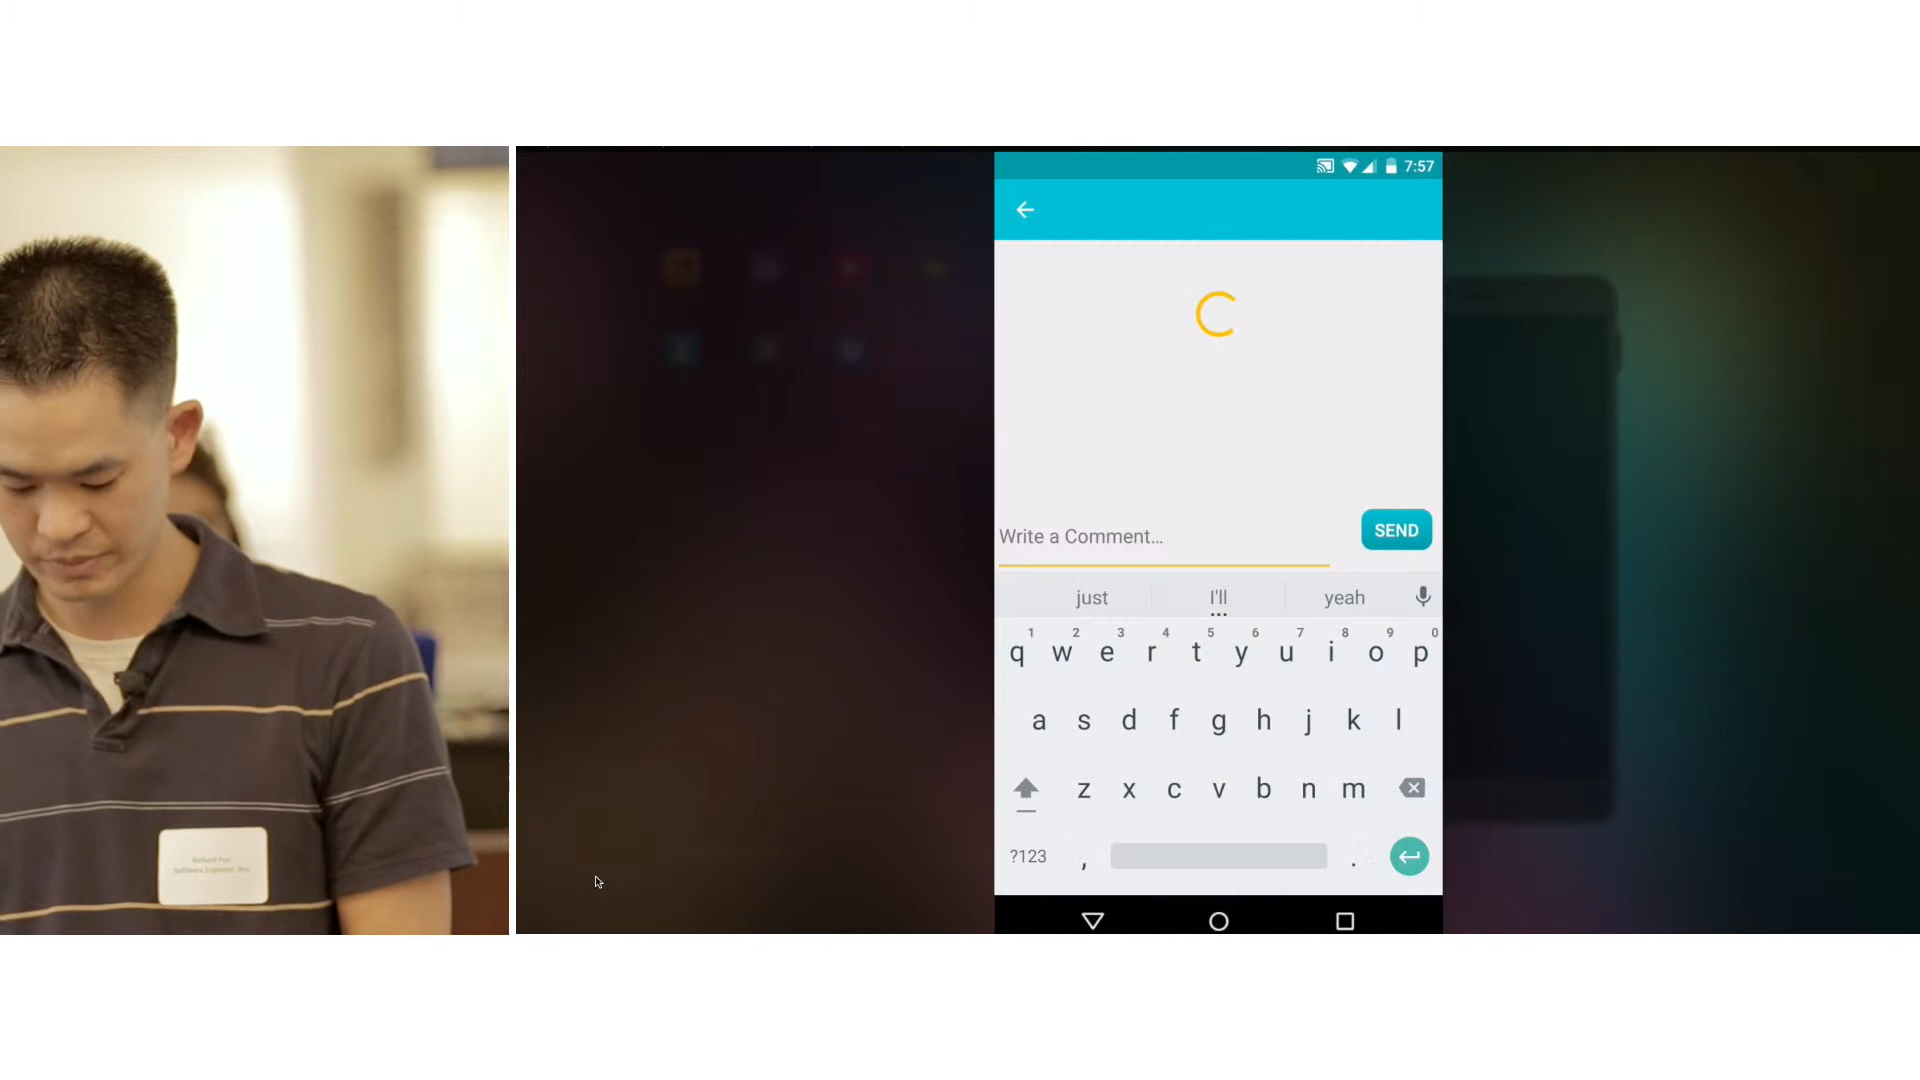 7:57
Write a Comment...
SEND
just I'll yeah
1 2 3 4 5 6 7 8 9 0
q w e r t y u i o p
a s d f g h j k l
z x c v b n m
?123 , .